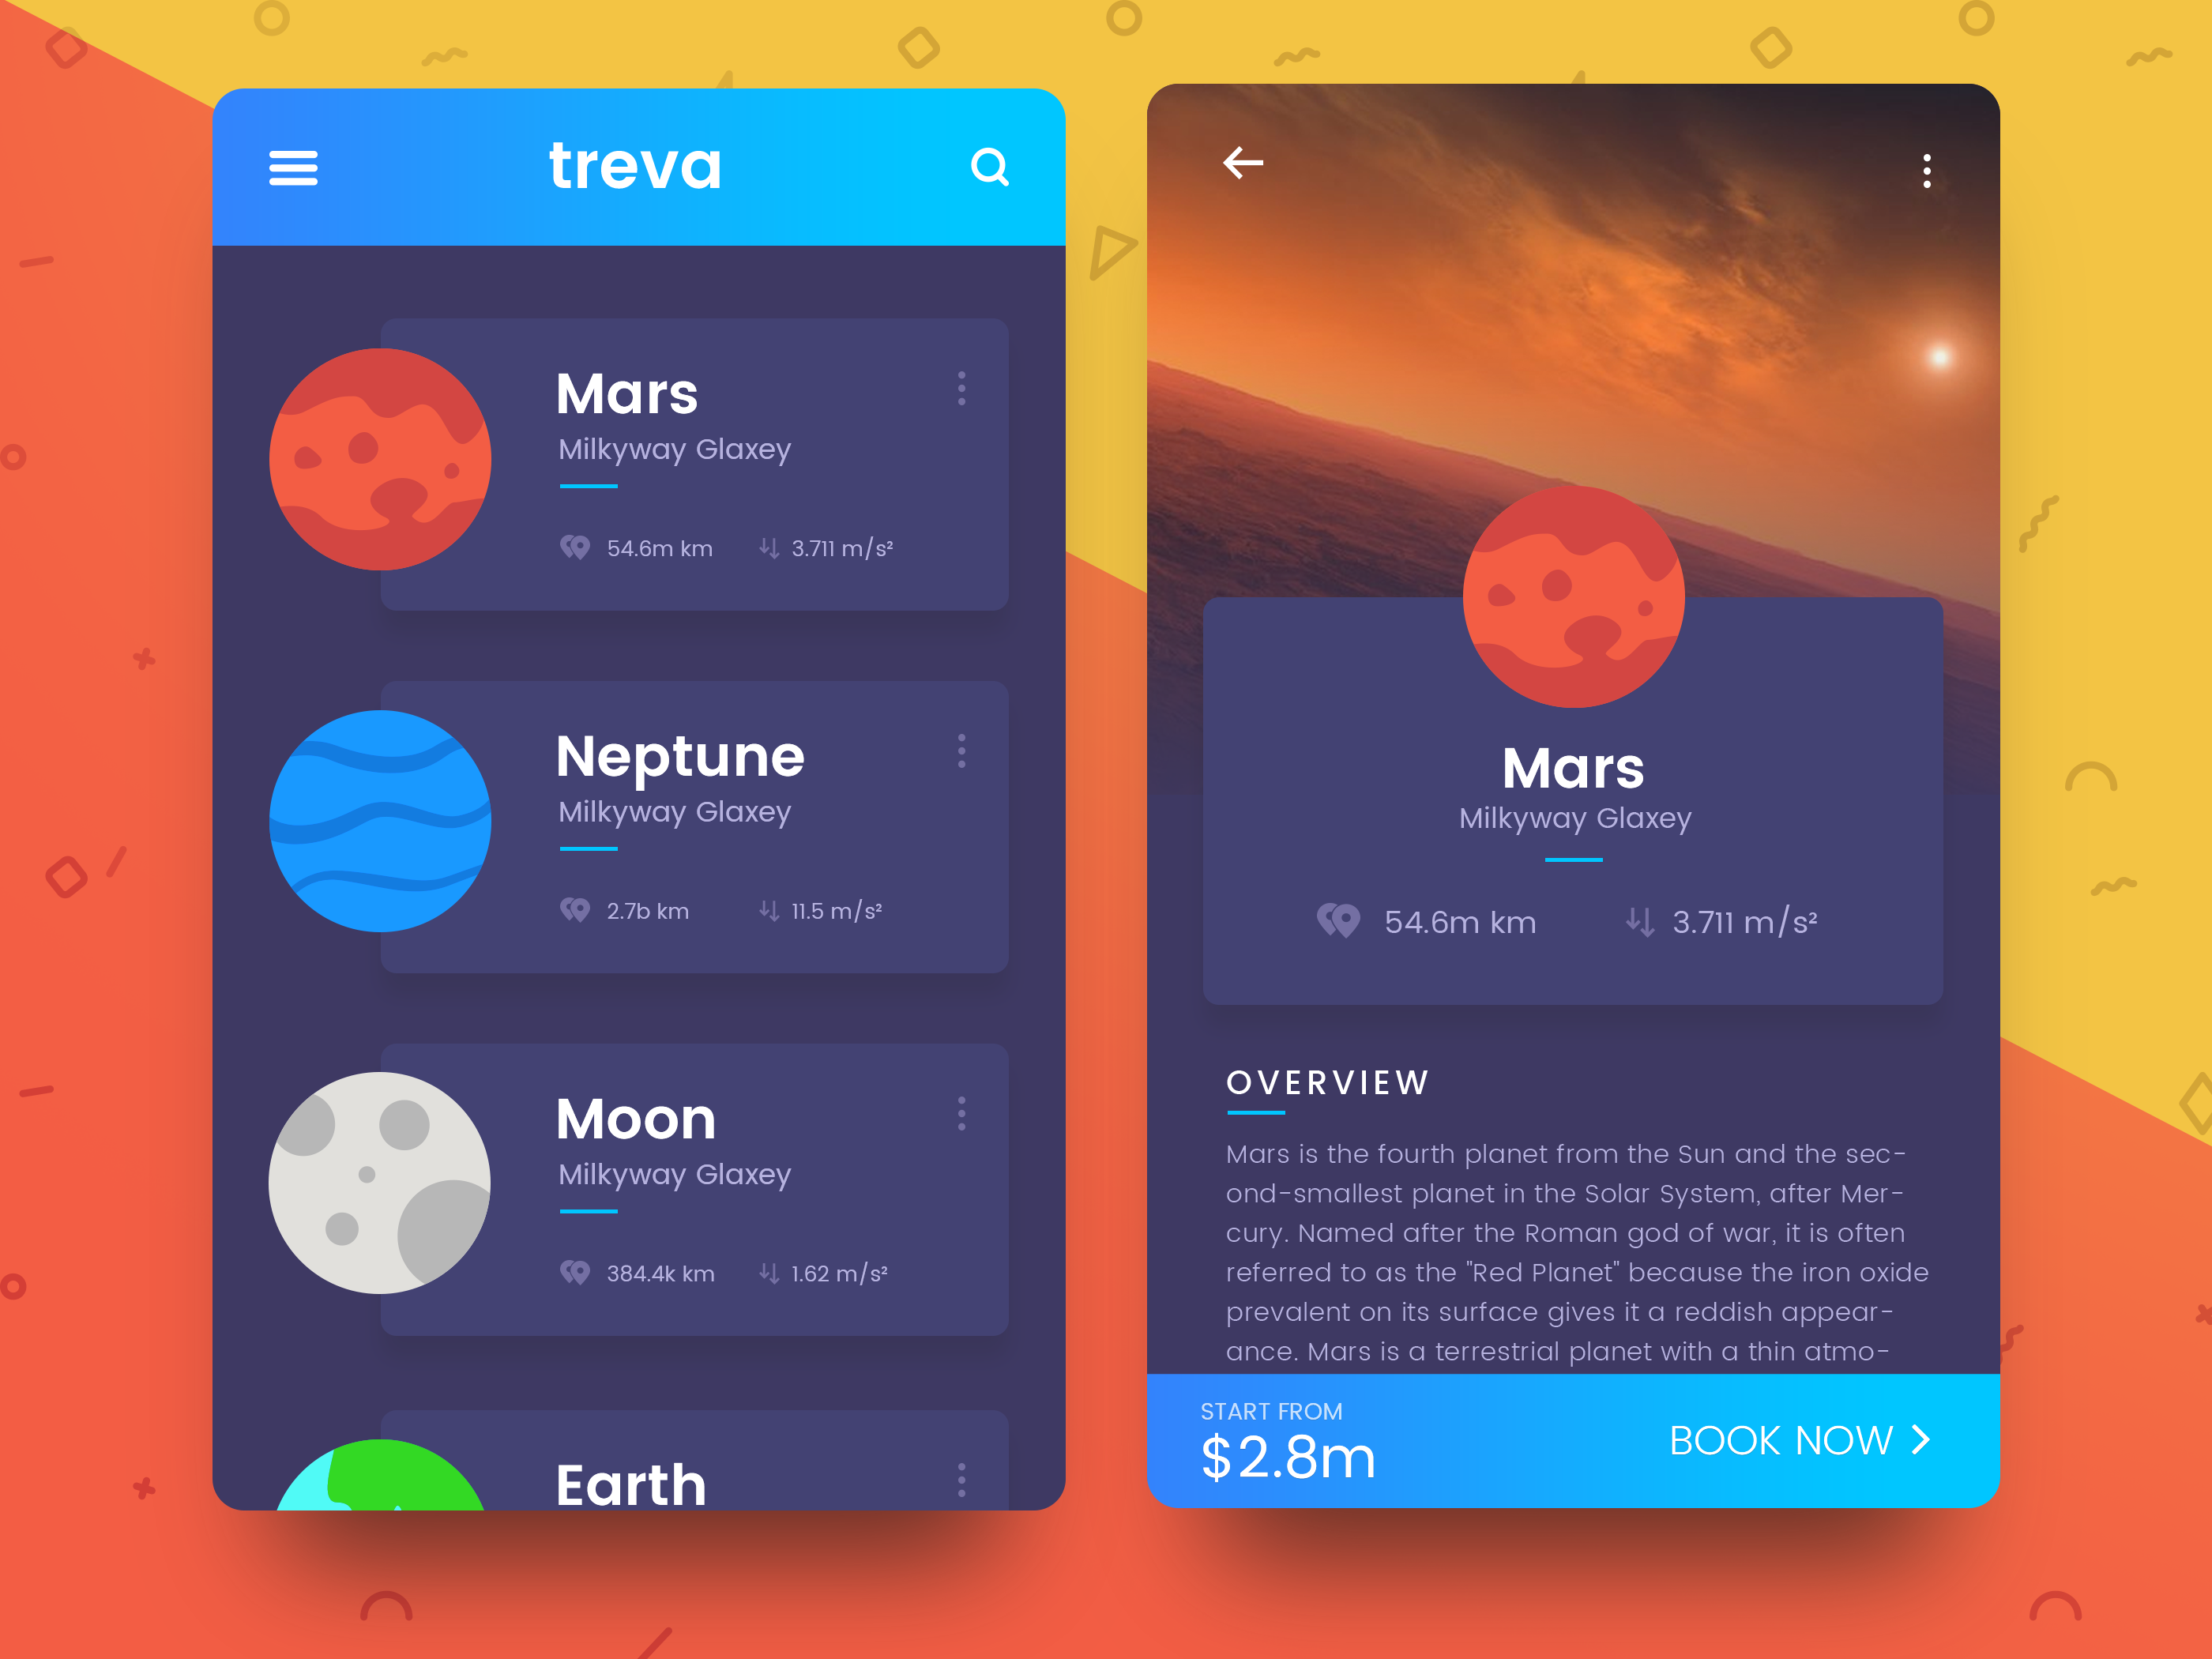 treva
Mars
Milkyway Glaxey
54.6m km 3.711 m/s²
Neptune
Milkyway Glaxey
2.7b km 11.5 m/s²
Moon
Milkyway Glaxey
384.4k km 1.62 m/s²
Earth
Mars
Milkyway Glaxey
54.6m km 3.711 m/s²
OVERVIEW
Mars is the fourth planet from the Sun and the sec-
ond-smallest planet in the Solar System, after Mer-
cury. Named after the Roman god of war, it is often
referred to as the "Red Planet" because the iron oxide
prevalent on its surface gives it a reddish appear-
ance. Mars is a terrestrial planet with a thin atmo-
START FROM
$2.8m
BOOK NOW